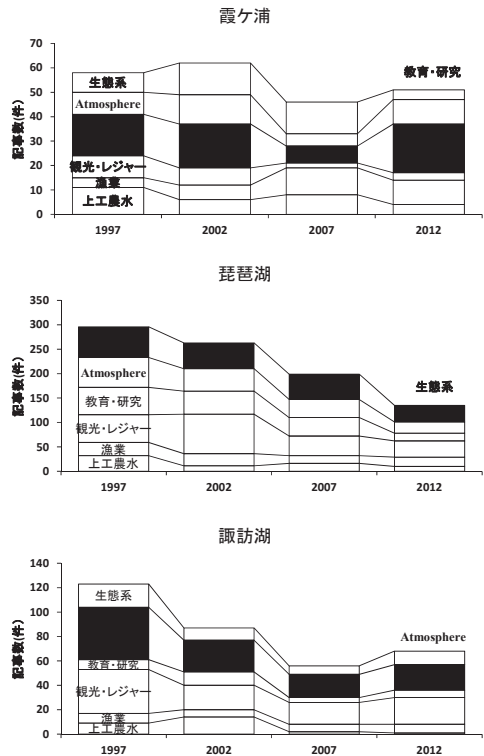 霞ケ浦
記事数(件)
70
60
50
40
30
20
10
0
生態系
Atmosphere
観光・レジャー
漁業
上工農水
教育・研究
1997 2002 2007 2012
琵琶湖
記事数(件)
350
300
250
200
150
100
50
0
Atmosphere
教育・研究
観光・レジャー
漁業
上工農水
生態系
1997 2002 2007 2012
諏訪湖
記事数(件)
140
120
100
80
60
40
20
0
生態系
教育・研究
観光・レジャー
漁業
上工農水
Atmosphere
1997 2002 2007 2012